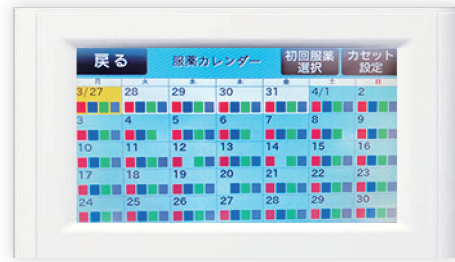 戻る 服薬カレンダー 初回服薬 カセット
選択 設定
月 火 水 木 金 土 日
3/27 28 29 30 31 4/1 2
3 4 5 6 7 8 9
10 11 12 13 14 15 16
17 18 19 20 21 22 23
24 25 26 27 28 29 30